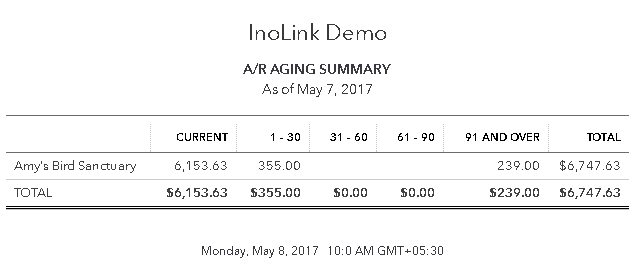 InoLink Demo
A/R AGING SUMMARY
As of May 7, 2017
CURRENT 1 - 30 31 - 60 61 - 90 91 AND OVER TOTAL
Amy's Bird Sanctuary 6,153.63 355.00 239.00 $6,747.63
TOTAL $6,153.63 $355.00 $0.00 $0.00 $239.00 $6,747.63
Monday, May 8, 2017 10:0 AM GMT+05:30